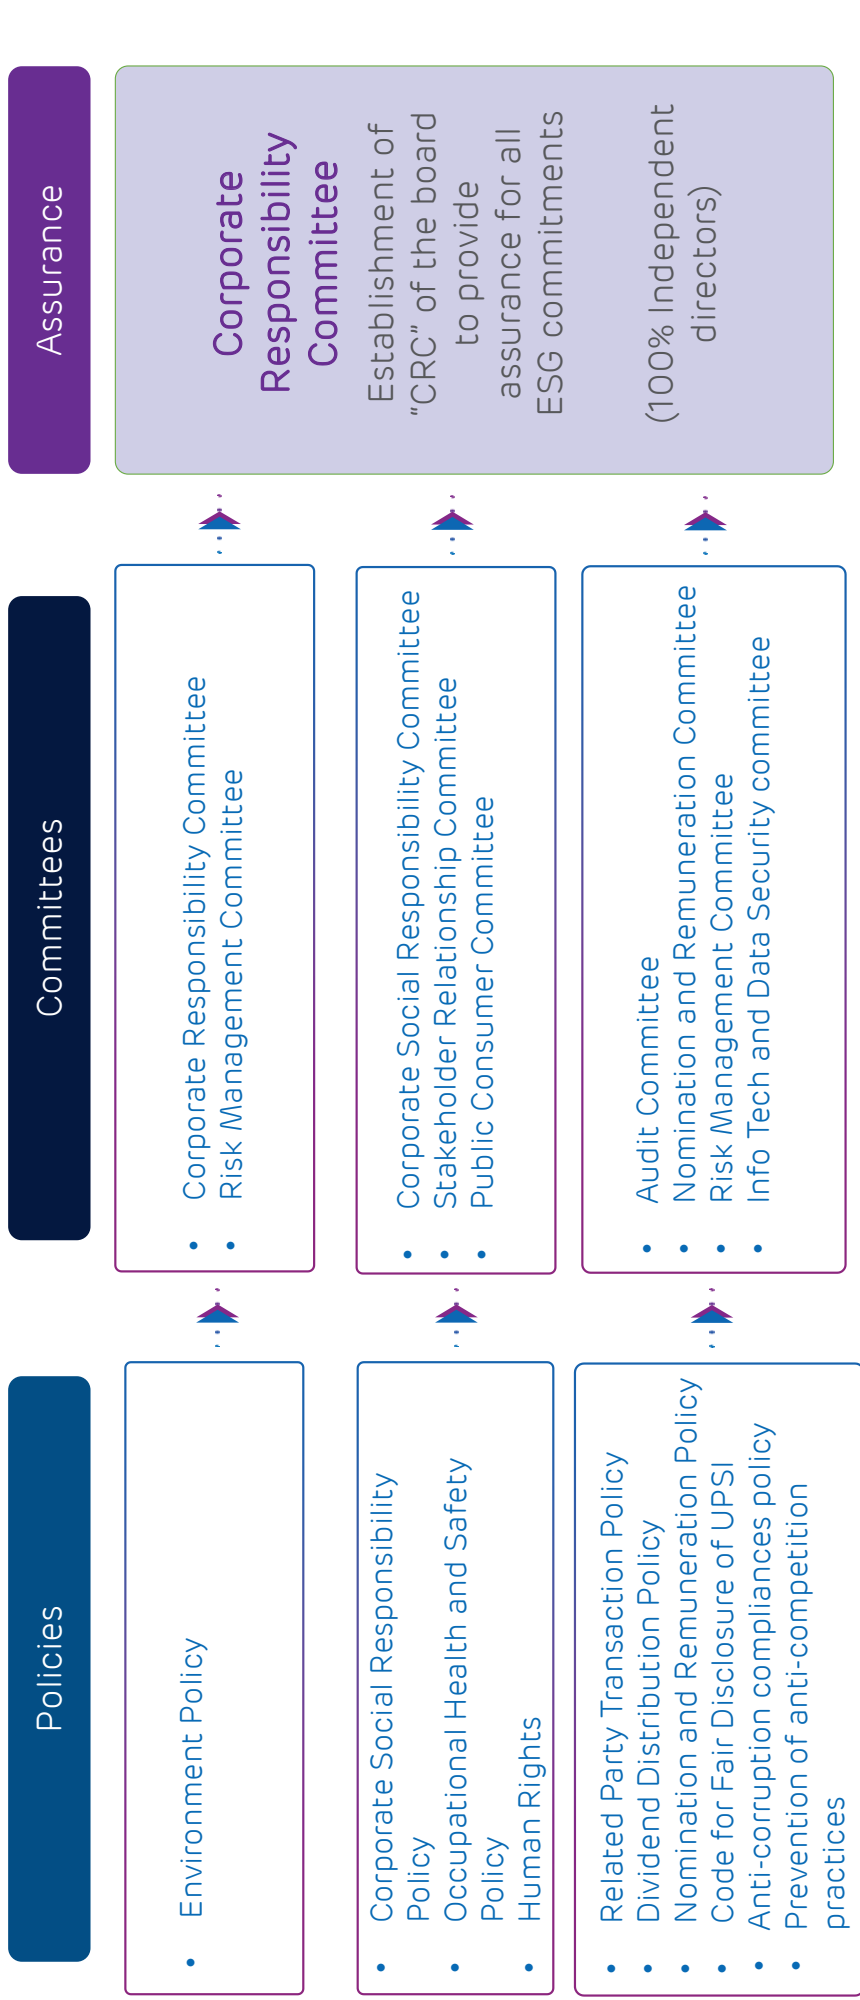 Policies
Committees
Assurance
Environment Policy
Corporate Responsibility Committee
Risk Management Committee
Corporate Social Responsibility
Policy
Occupational Health and Safety
Policy
Human Rights
Corporate Social Responsibility Committee
Stakeholder Relationship Committee
Public Consumer Committee
Related Party Transaction Policy
Dividend Distribution Policy
Nomination and Remuneration Policy
Code for Fair Disclosure of UPSI
Anti-corruption compliances policy
Prevention of anti-competition
practices
Audit Committee
Nomination and Remuneration Committee
Risk Management Committee
Info Tech and Data Security committee
Corporate
Responsibility
Committee
Establishment of
“CRC” of the board
to provide
assurance for all
ESG commitments
(100% Independent
directors)